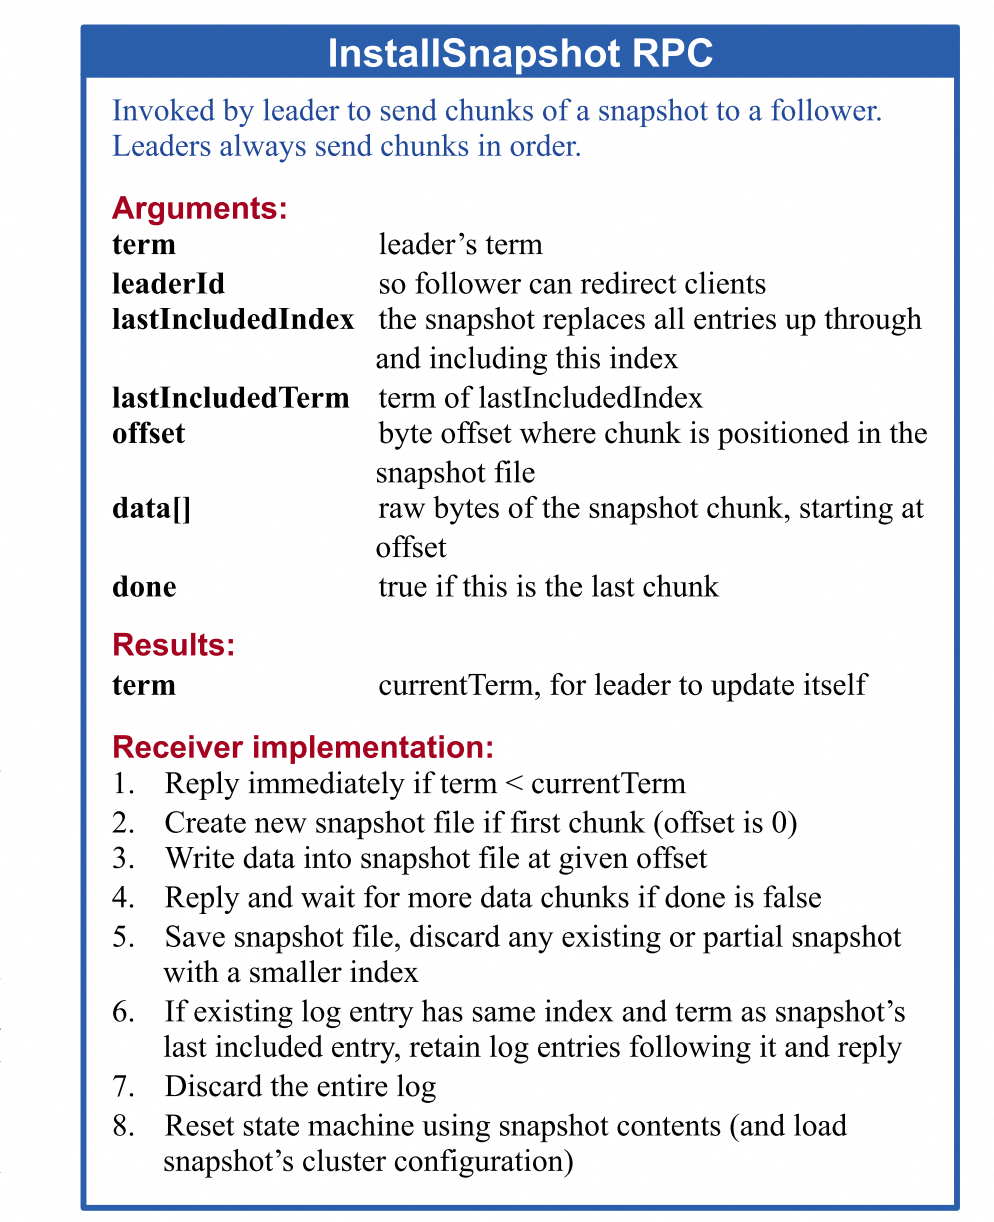 InstallSnapshot RPC
Invoked by leader to send chunks of a snapshot to a follower.
Leaders always send chunks in order.
Arguments:
term leader’s term
leaderId so follower can redirect clients
lastIncludedIndex the snapshot replaces all entries up through
and including this index
lastIncludedTerm term of lastIncludedIndex
offset byte offset where chunk is positioned in the
snapshot file
data[] raw bytes of the snapshot chunk, starting at
offset
done true if this is the last chunk
Results:
term currentTerm, for leader to update itself
Receiver implementation:
1. Reply immediately if term < currentTerm
2. Create new snapshot file if first chunk (offset is 0)
3. Write data into snapshot file at given offset
4. Reply and wait for more data chunks if done is false
5. Save snapshot file, discard any existing or partial snapshot
with a smaller index
6. If existing log entry has same index and term as snapshot’s
last included entry, retain log entries following it and reply
7. Discard the entire log
8. Reset state machine using snapshot contents (and load
snapshot’s cluster configuration)